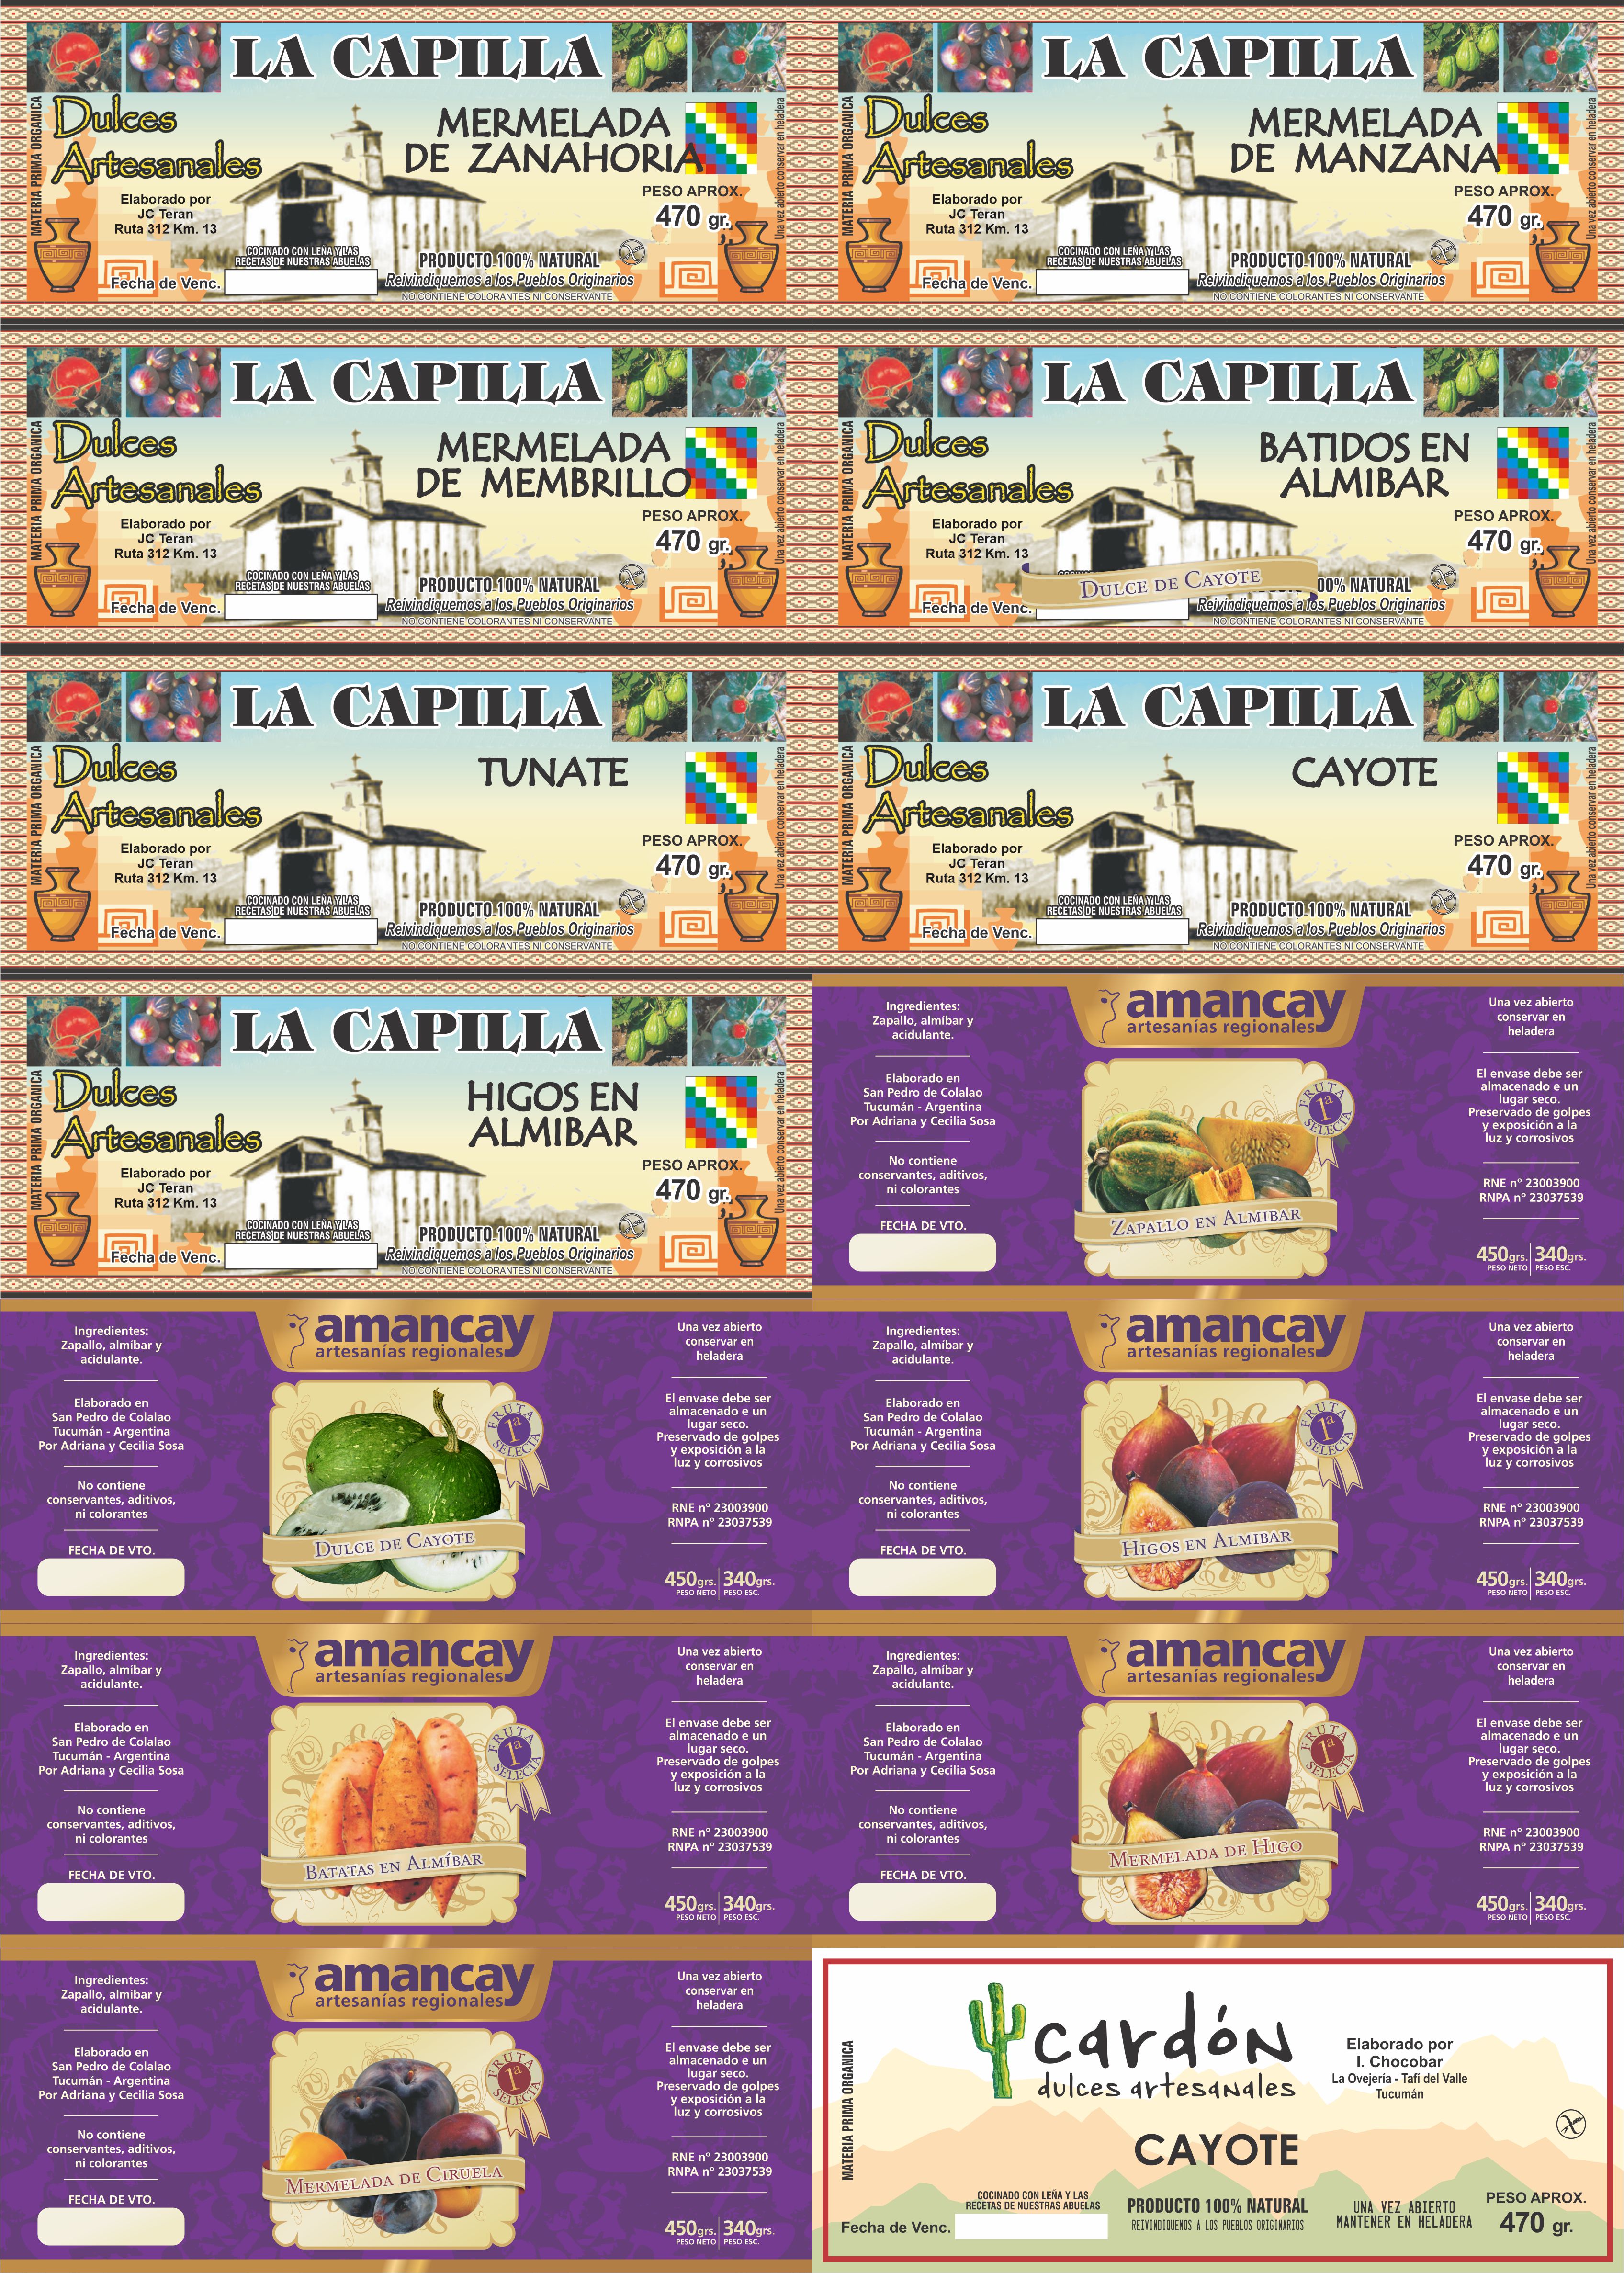 LA CAPILLA
Dulces
Artesanales
MATERIA PRIMA ORGANICA
MERMELADA
DE ZANAHORIA
Elaborado por
JC Teran
Ruta 312 Km. 13
PESO APROX.
470 gr.
COCINADO CON LEÑA Y LAS
RECETAS DE NUESTRAS ABUELAS
PRODUCTO 100% NATURAL
Fecha de Venc.
Reivindiquemos a los Pueblos Originarios
NO CONTIENE COLORANTES NI CONSERVANTE
Una vez abierto conservar en heladera
LA CAPILLA
Dulces
Artesanales
MATERIA PRIMA ORGANICA
MERMELADA
DE MANZANA
Elaborado por
JC Teran
Ruta 312 Km. 13
PESO APROX.
470 gr.
COCINADO CON LEÑA Y LAS
RECETAS DE NUESTRAS ABUELAS
PRODUCTO 100% NATURAL
Fecha de Venc.
Reivindiquemos a los Pueblos Originarios
NO CONTIENE COLORANTES NI CONSERVANTE
Una vez abierto conservar en heladera
LA CAPILLA
Dulces
Artesanales
MATERIA PRIMA ORGANICA
MERMELADA
DE MEMBRILLO
Elaborado por
JC Teran
Ruta 312 Km. 13
PESO APROX.
470 gr.
COCINADO CON LEÑA Y LAS
RECETAS DE NUESTRAS ABUELAS
PRODUCTO 100% NATURAL
Fecha de Venc.
Reivindiquemos a los Pueblos Originarios
NO CONTIENE COLORANTES NI CONSERVANTE
Una vez abierto conservar en heladera
LA CAPILLA
Dulces
Artesanales
MATERIA PRIMA ORGANICA
BATIDOS EN
ALMIBAR
Elaborado por
JC Teran
Ruta 312 Km. 13
PESO APROX.
470 gr.
DULCE DE CAYOTE
00% NATURAL
Fecha de Venc.
Reivindiquemos a los Pueblos Originarios
NO CONTIENE COLORANTES NI CONSERVANTE
Una vez abierto conservar en heladera
LA CAPILLA
Dulces
Artesanales
MATERIA PRIMA ORGANICA
TUNATE
Elaborado por
JC Teran
Ruta 312 Km. 13
PESO APROX.
470 gr.
COCINADO CON LEÑA Y LAS
RECETAS DE NUESTRAS ABUELAS
PRODUCTO 100% NATURAL
Fecha de Venc.
Reivindiquemos a los Pueblos Originarios
NO CONTIENE COLORANTES NI CONSERVANTE
Una vez abierto conservar en heladera
LA CAPILLA
Dulces
Artesanales
MATERIA PRIMA ORGANICA
CAYOTE
Elaborado por
JC Teran
Ruta 312 Km. 13
PESO APROX.
470 gr.
COCINADO CON LEÑA Y LAS
RECETAS DE NUESTRAS ABUELAS
PRODUCTO 100% NATURAL
Fecha de Venc.
Reivindiquemos a los Pueblos Originarios
NO CONTIENE COLORANTES NI CONSERVANTE
Una vez abierto conservar en heladera
LA CAPILLA
Dulces
Artesanales
MATERIA PRIMA ORGANICA
HIGOS EN
ALMIBAR
Elaborado por
JC Teran
Ruta 312 Km. 13
PESO APROX.
470 gr.
COCINADO CON LEÑA Y LAS
RECETAS DE NUESTRAS ABUELAS
PRODUCTO 100% NATURAL
Fecha de Venc.
Reivindiquemos a los Pueblos Originarios
NO CONTIENE COLORANTES NI CONSERVANTE
Una vez abierto conservar en heladera
Ingredientes:
Zapallo, almíbar y
acidulante.
Elaborado en
San Pedro de Colalao
Tucumán - Argentina
Por Adriana y Cecilia Sosa
No contiene
conservantes, aditivos,
ni colorantes
FECHA DE VTO.
amancay
artesanías regionales
FRUTA
1ª
SELECTA
ZAPALLO EN ALMIBAR
Una vez abierto
conservar en
heladera
El envase debe ser
almacenado e un
lugar seco.
Preservado de golpes
y exposición a la
luz y corrosivos
RNE nº 23003900
RNPA nº 23037539
450grs. 340grs.
PESO NETO PESO ESC.
Ingredientes:
Zapallo, almíbar y
acidulante.
Elaborado en
San Pedro de Colalao
Tucumán - Argentina
Por Adriana y Cecilia Sosa
No contiene
conservantes, aditivos,
ni colorantes
FECHA DE VTO.
amancay
artesanías regionales
FRUTA
1ª
SELECTA
DULCE DE CAYOTE
Una vez abierto
conservar en
heladera
El envase debe ser
almacenado e un
lugar seco.
Preservado de golpes
y exposición a la
luz y corrosivos
RNE nº 23003900
RNPA nº 23037539
450grs. 340grs.
PESO NETO PESO ESC.
Ingredientes:
Zapallo, almíbar y
acidulante.
Elaborado en
San Pedro de Colalao
Tucumán - Argentina
Por Adriana y Cecilia Sosa
No contiene
conservantes, aditivos,
ni colorantes
FECHA DE VTO.
amancay
artesanías regionales
FRUTA
1ª
SELECTA
HIGOS EN ALMIBAR
Una vez abierto
conservar en
heladera
El envase debe ser
almacenado e un
lugar seco.
Preservado de golpes
y exposición a la
luz y corrosivos
RNE nº 23003900
RNPA nº 23037539
450grs. 340grs.
PESO NETO PESO ESC.
Ingredientes:
Zapallo, almíbar y
acidulante.
Elaborado en
San Pedro de Colalao
Tucumán - Argentina
Por Adriana y Cecilia Sosa
No contiene
conservantes, aditivos,
ni colorantes
FECHA DE VTO.
amancay
artesanías regionales
FRUTA
1ª
SELECTA
BATATAS EN ALMÍBAR
Una vez abierto
conservar en
heladera
El envase debe ser
almacenado e un
lugar seco.
Preservado de golpes
y exposición a la
luz y corrosivos
RNE nº 23003900
RNPA nº 23037539
450grs. 340grs.
PESO NETO PESO ESC.
Ingredientes:
Zapallo, almíbar y
acidulante.
Elaborado en
San Pedro de Colalao
Tucumán - Argentina
Por Adriana y Cecilia Sosa
No contiene
conservantes, aditivos,
ni colorantes
FECHA DE VTO.
amancay
artesanías regionales
FRUTA
1ª
SELECTA
MERMELADA DE HIGO
Una vez abierto
conservar en
heladera
El envase debe ser
almacenado e un
lugar seco.
Preservado de golpes
y exposición a la
luz y corrosivos
RNE nº 23003900
RNPA nº 23037539
450grs. 340grs.
PESO NETO PESO ESC.
Ingredientes:
Zapallo, almíbar y
acidulante.
Elaborado en
San Pedro de Colalao
Tucumán - Argentina
Por Adriana y Cecilia Sosa
No contiene
conservantes, aditivos,
ni colorantes
FECHA DE VTO.
amancay
artesanías regionales
FRUTA
1ª
SELECTA
MERMELADA DE CIRUELA
Una vez abierto
conservar en
heladera
El envase debe ser
almacenado e un
lugar seco.
Preservado de golpes
y exposición a la
luz y corrosivos
RNE nº 23003900
RNPA nº 23037539
450grs. 340grs.
PESO NETO PESO ESC.
MATERIA PRIMA ORGANICA
cardón
dulces artesanales
Elaborado por
I. Chocobar
La Ovejería - Tafí del Valle
Tucumán
CAYOTE
COCINADO CON LEÑA Y LAS
RECETAS DE NUESTRAS ABUELAS
Fecha de Venc.
PRODUCTO 100% NATURAL
REIVINDIQUEMOS A LOS PUEBLOS ORIGINARIOS
UNA VEZ ABIERTO
MANTENER EN HELADERA
PESO APROX.
470 gr.